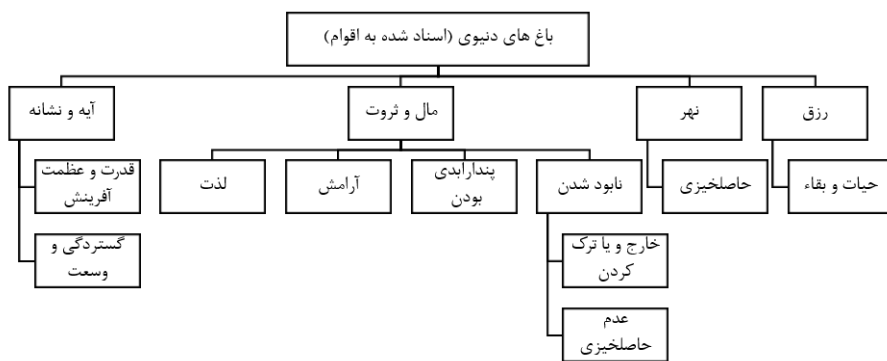 باغ های دنیوی (اسناد شده به اقوام)
رزق
نهر
مال و ثروت
آیه و نشانه
حیات و بقاء
حاصلخیزی
نابود شدن
پندارابدی
بودن
آرامش
لذت
قدرت و عظمت
آفرینش
خارج و یا ترک
کردن
گستردگی و
وسعت
عدم
حاصلخیزی